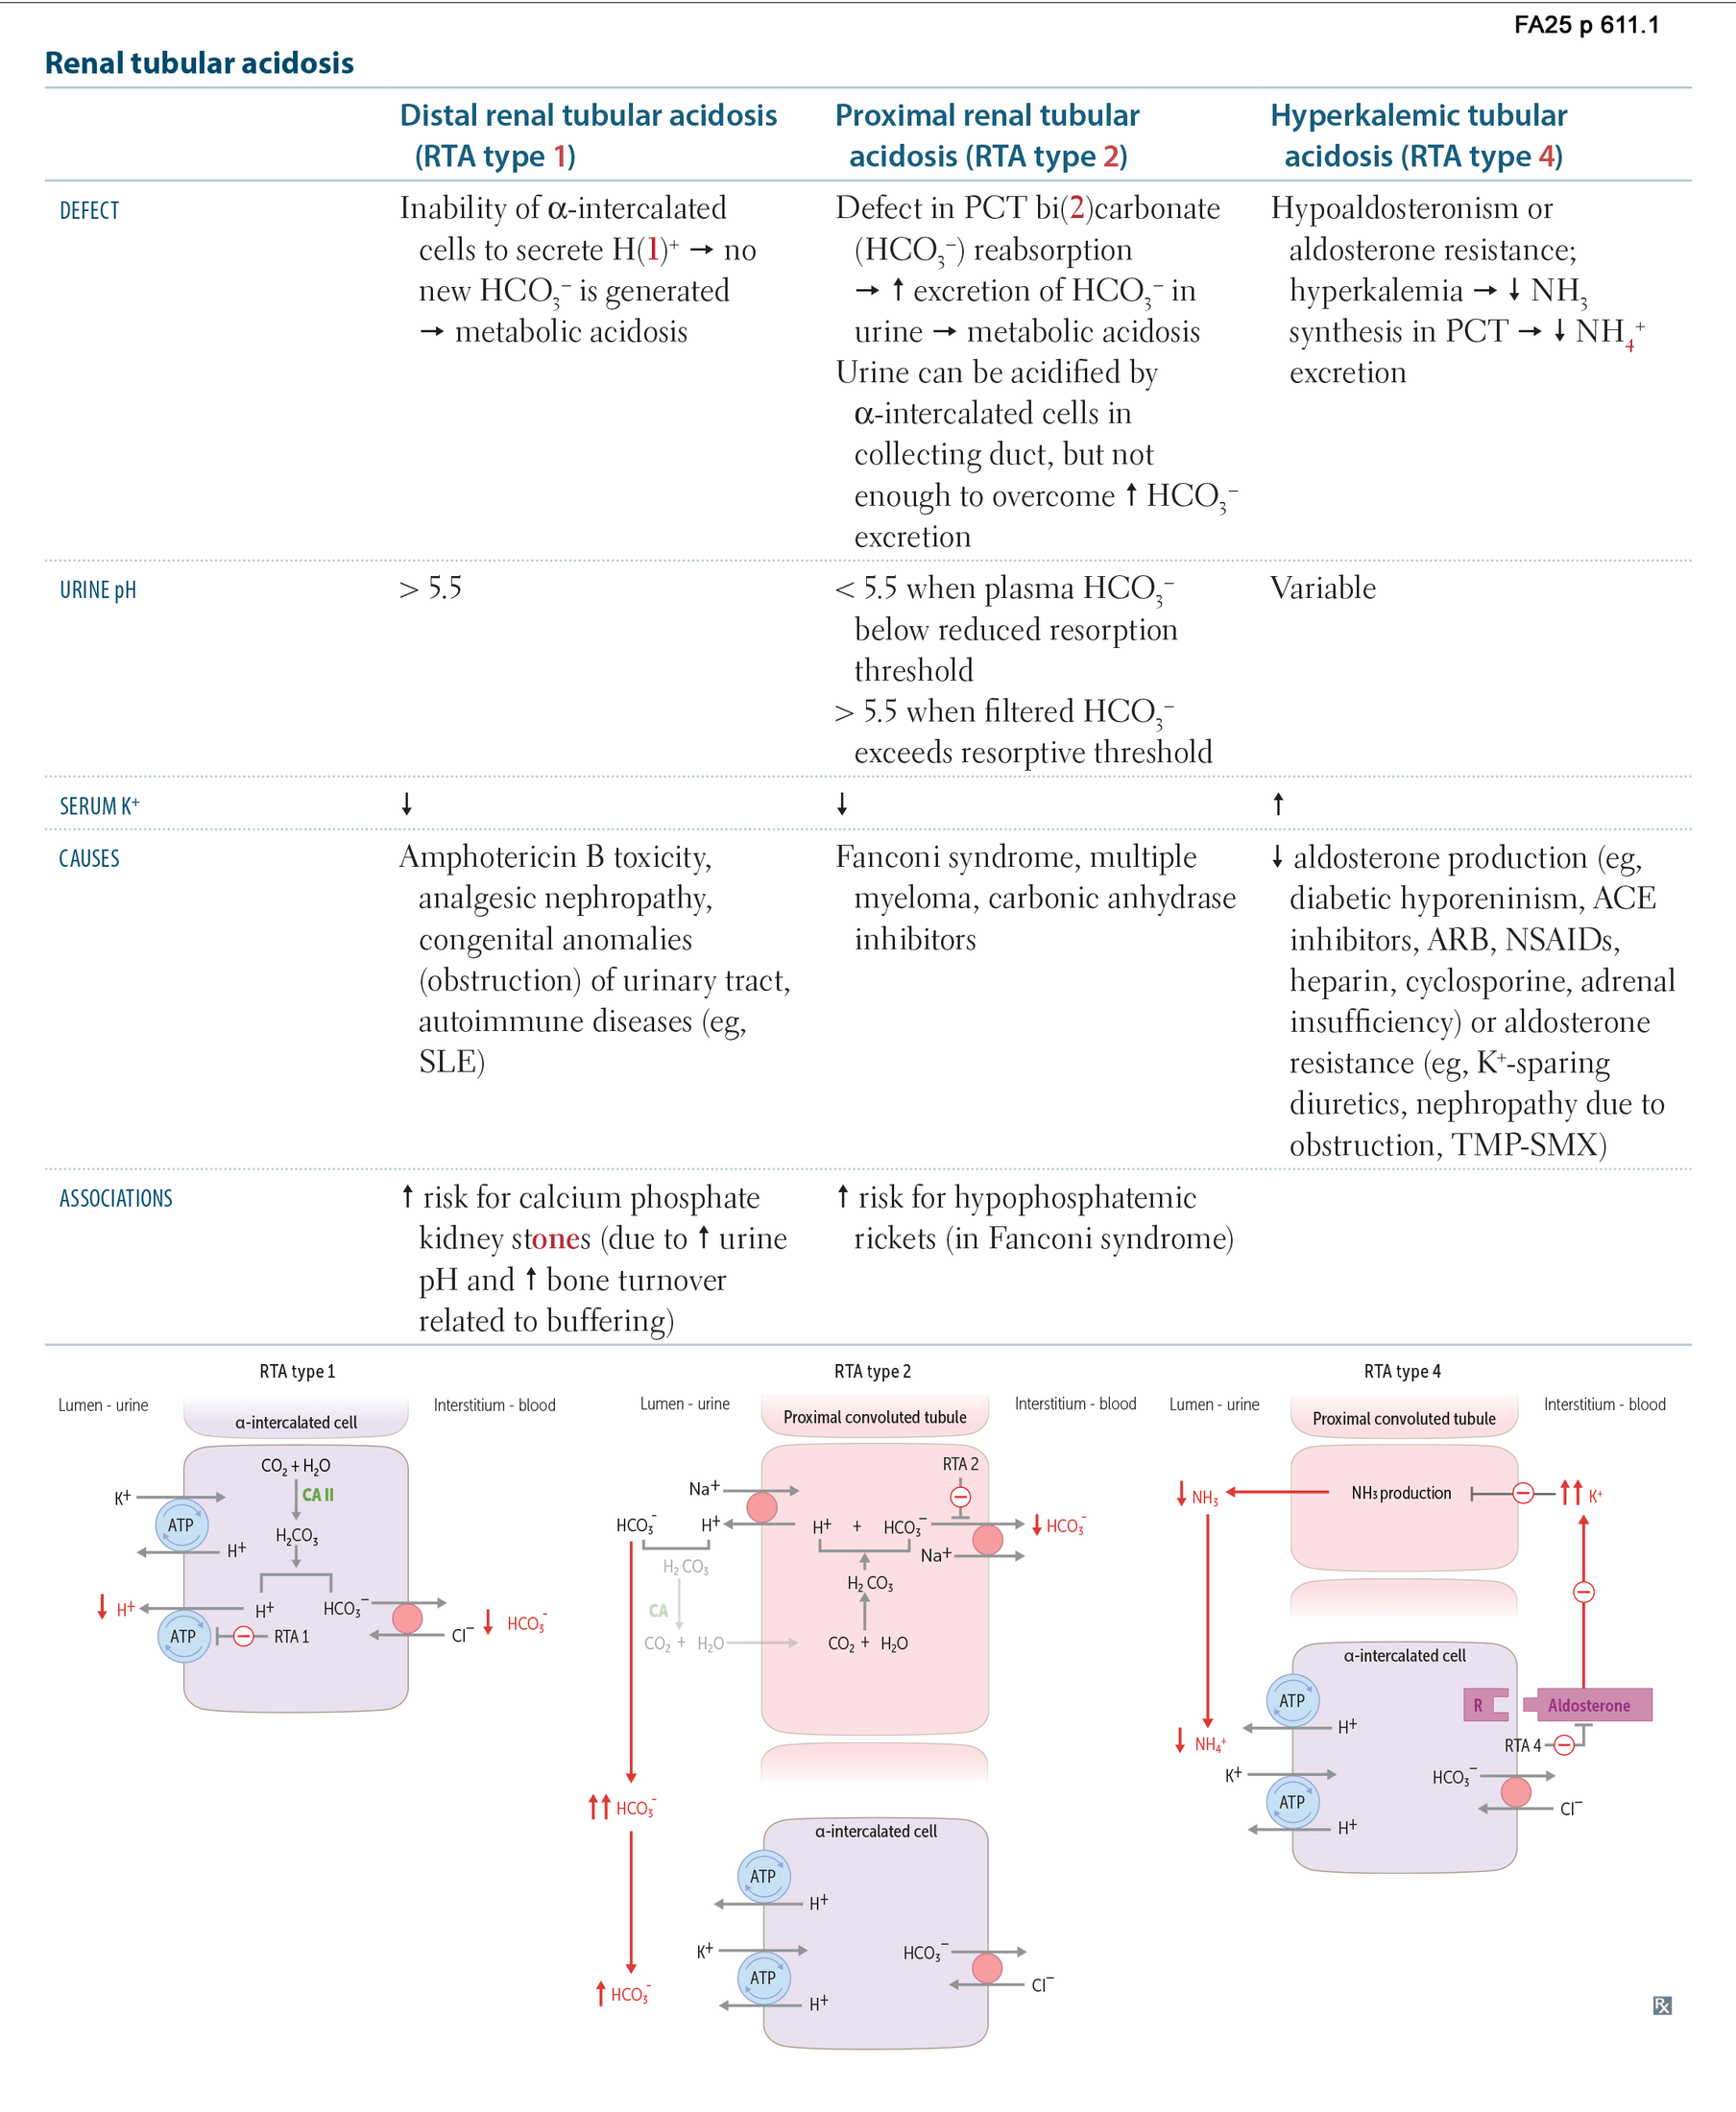 FA25 p 611.1
Renal tubular acidosis
Distal renal tubular acidosis
(RTA type 1)
Proximal renal tubular
acidosis (RTA type 2)
Hyperkalemic tubular
acidosis (RTA type 4)
DEFECT
Inability of α-intercalated
cells to secrete H(1)⁺ → no
new HCO₃⁻ is generated
→ metabolic acidosis
Defect in PCT bi(2)carbonate
(HCO₃⁻) reabsorption
→ ↑ excretion of HCO₃⁻ in
urine → metabolic acidosis
Urine can be acidified by
α-intercalated cells in
collecting duct, but not
enough to overcome ↑ HCO₃⁻
excretion
Hypoaldosteronism or
aldosterone resistance;
hyperkalemia → ↓ NH₃
synthesis in PCT → ↓ NH₄⁺
excretion
URINE pH
> 5.5
< 5.5 when plasma HCO₃⁻
below reduced resorption
threshold
> 5.5 when filtered HCO₃⁻
exceeds resorptive threshold
Variable
SERUM K⁺
↓
↓
↑
CAUSES
Amphotericin B toxicity,
analgesic nephropathy,
congenital anomalies
(obstruction) of urinary tract,
autoimmune diseases (eg,
SLE)
Fanconi syndrome, multiple
myeloma, carbonic anhydrase
inhibitors
↓ aldosterone production (eg,
diabetic hyporeninism, ACE
inhibitors, ARB, NSAIDs,
heparin, cyclosporine, adrenal
insufficiency) or aldosterone
resistance (eg, K⁺-sparing
diuretics, nephropathy due to
obstruction, TMP-SMX)
ASSOCIATIONS
↑ risk for calcium phosphate
kidney stones (due to ↑ urine
pH and ↑ bone turnover
related to buffering)
↑ risk for hypophosphatemic
rickets (in Fanconi syndrome)
RTA type 1
Lumen - urine
α-intercalated cell
Interstitium - blood
CO₂ + H₂O
CA II
K⁺
ATP
H₂CO₃
H⁺
↓ H⁺
H⁺
HCO₃⁻
ATP
RTA 1
Cl⁻
↓ HCO₃⁻
RTA type 2
Lumen - urine
Proximal convoluted tubule
Interstitium - blood
RTA 2
Na⁺
HCO₃⁻
H⁺
H⁺ + HCO₃⁻
↓ HCO₃⁻
Na⁺
H₂CO₃
H₂CO₃
CA
CO₂ + H₂O
CO₂ + H₂O
↑↑ HCO₃⁻
α-intercalated cell
ATP
H⁺
K⁺
HCO₃⁻
ATP
Cl⁻
↑ HCO₃⁻
H⁺
RTA type 4
Lumen - urine
Proximal convoluted tubule
Interstitium - blood
↓ NH₃
NH₃ production
↑↑ K⁺
α-intercalated cell
ATP
R
Aldosterone
H⁺
↓ NH₄⁺
RTA 4
K⁺
HCO₃⁻
ATP
Cl⁻
H⁺
Rx